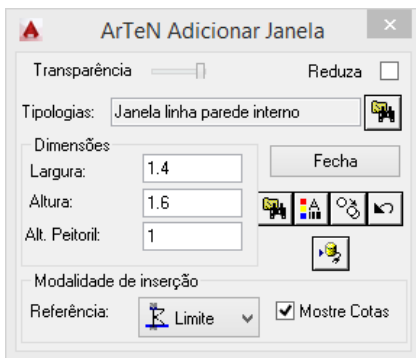 ArTeN Adicionar Janela
Transparência
Reduza
Tipologias: Janela linha parede interno
Dimensões
Largura: 1.4
Fecha
Altura: 1.6
Alt. Peitoril: 1
Modalidade de inserção
Referência: Limite
Mostre Cotas